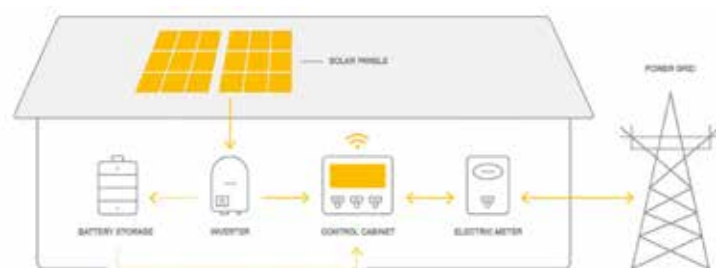 SOLAR PANELS
POWER GRID
BATTERY STORAGE
INVERTER
CONTROL CABINET
ELECTRIC METER